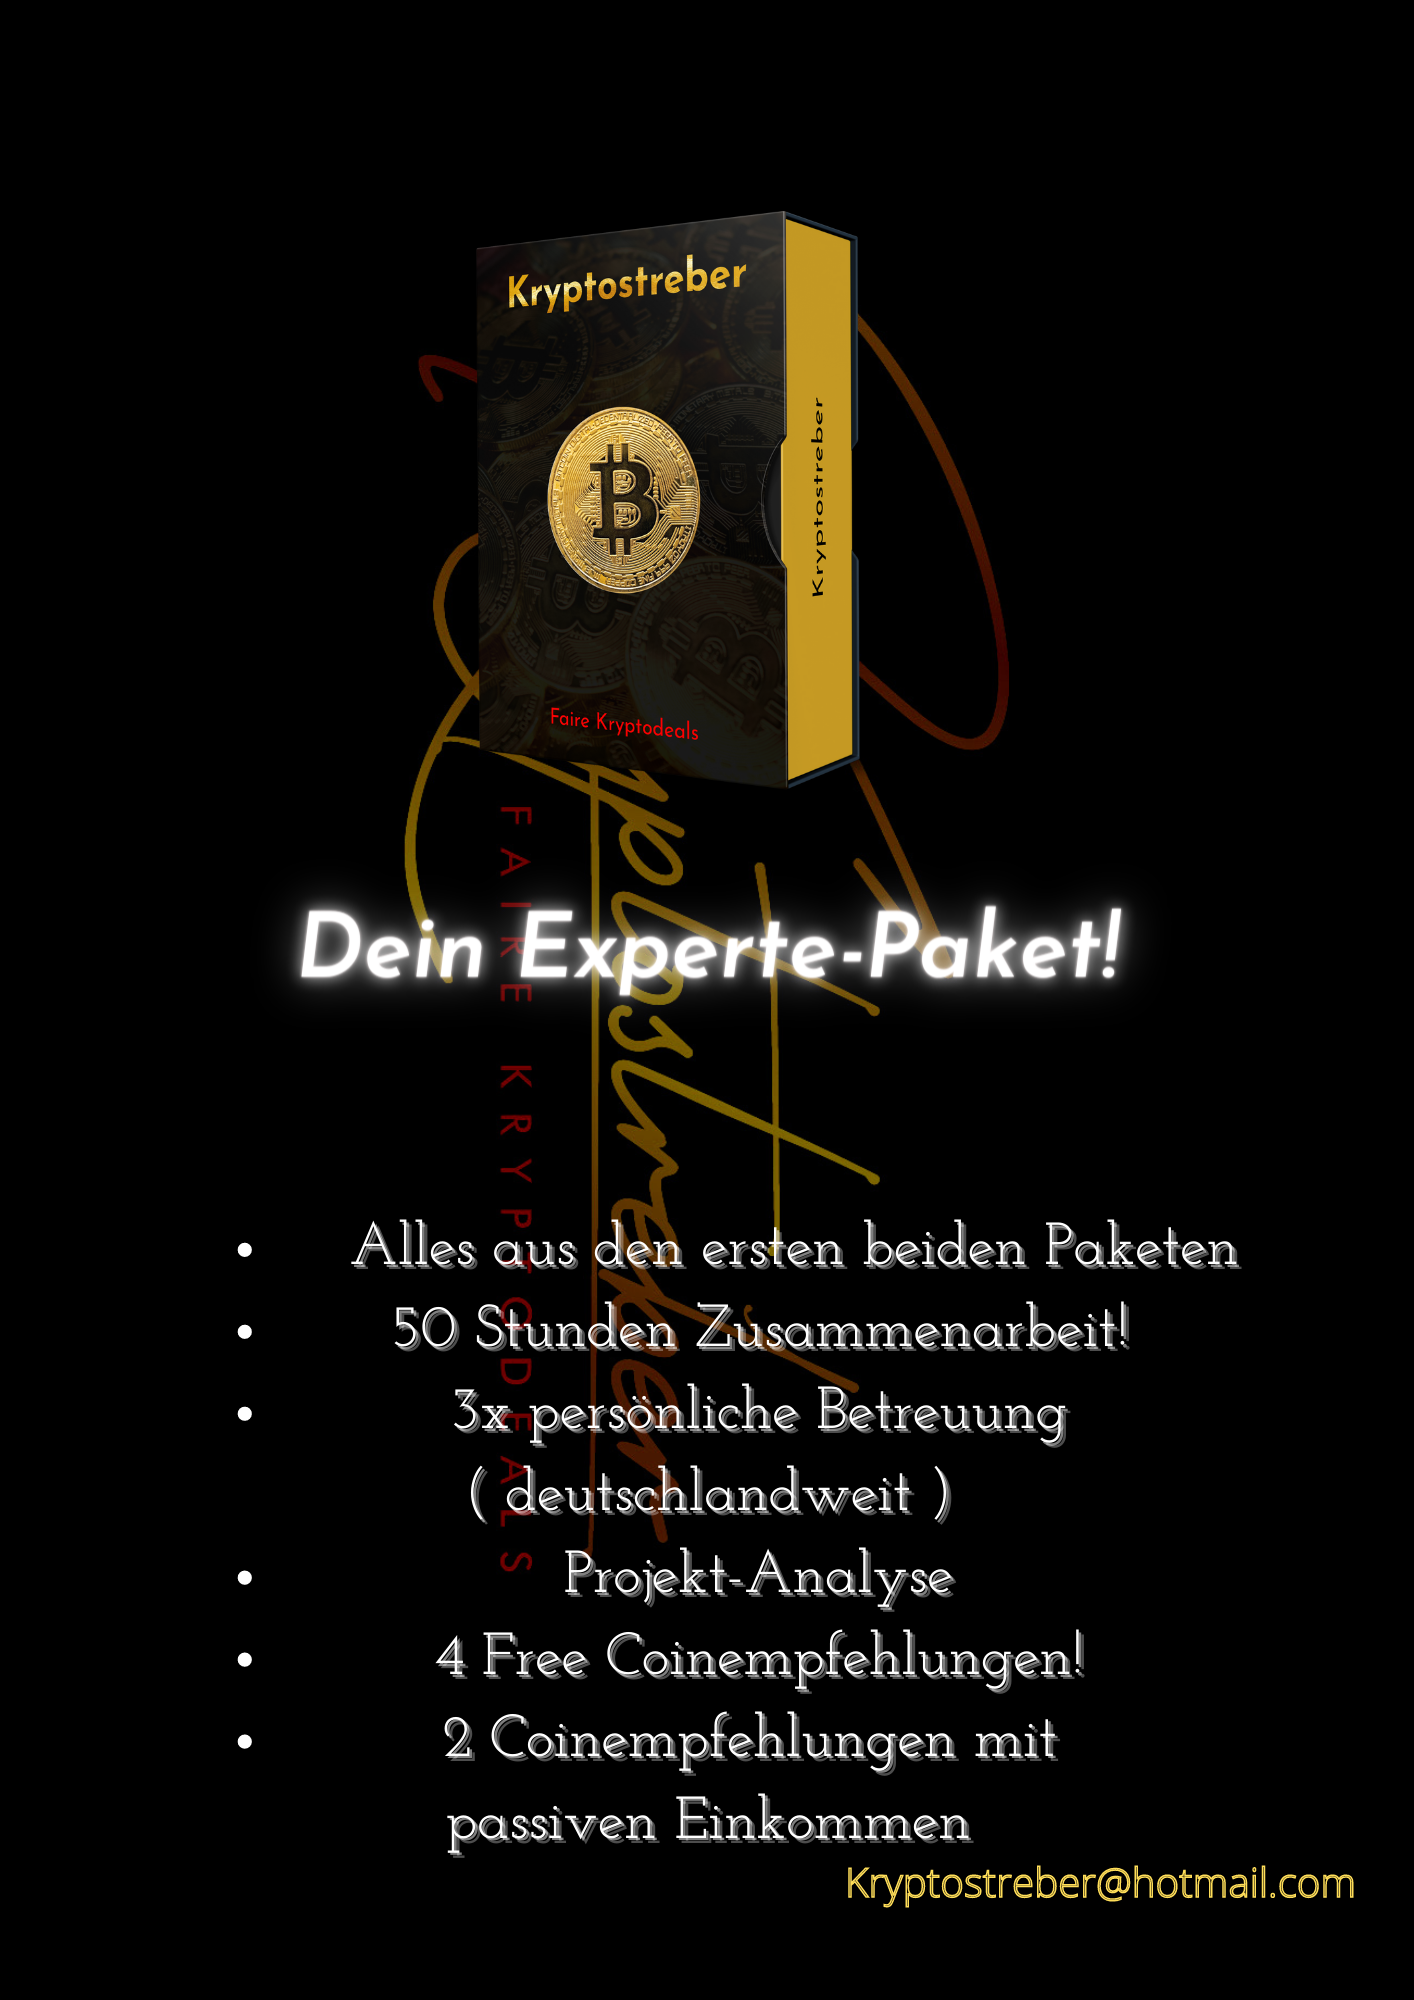 Kryptostreber
Kryptostreber
Faire Kryptodeals
FAIRE KRYPTODEALS
Kryptostreber
Dein Experte-Paket!
• Alles aus den ersten beiden Paketen
• 50 Stunden Zusammenarbeit!
• 3x persönliche Betreuung
( deutschlandweit )
• Projekt-Analyse
• 4 Free Coinempfehlungen!
• 2 Coinempfehlungen mit
passiven Einkommen
Kryptostreber@hotmail.com